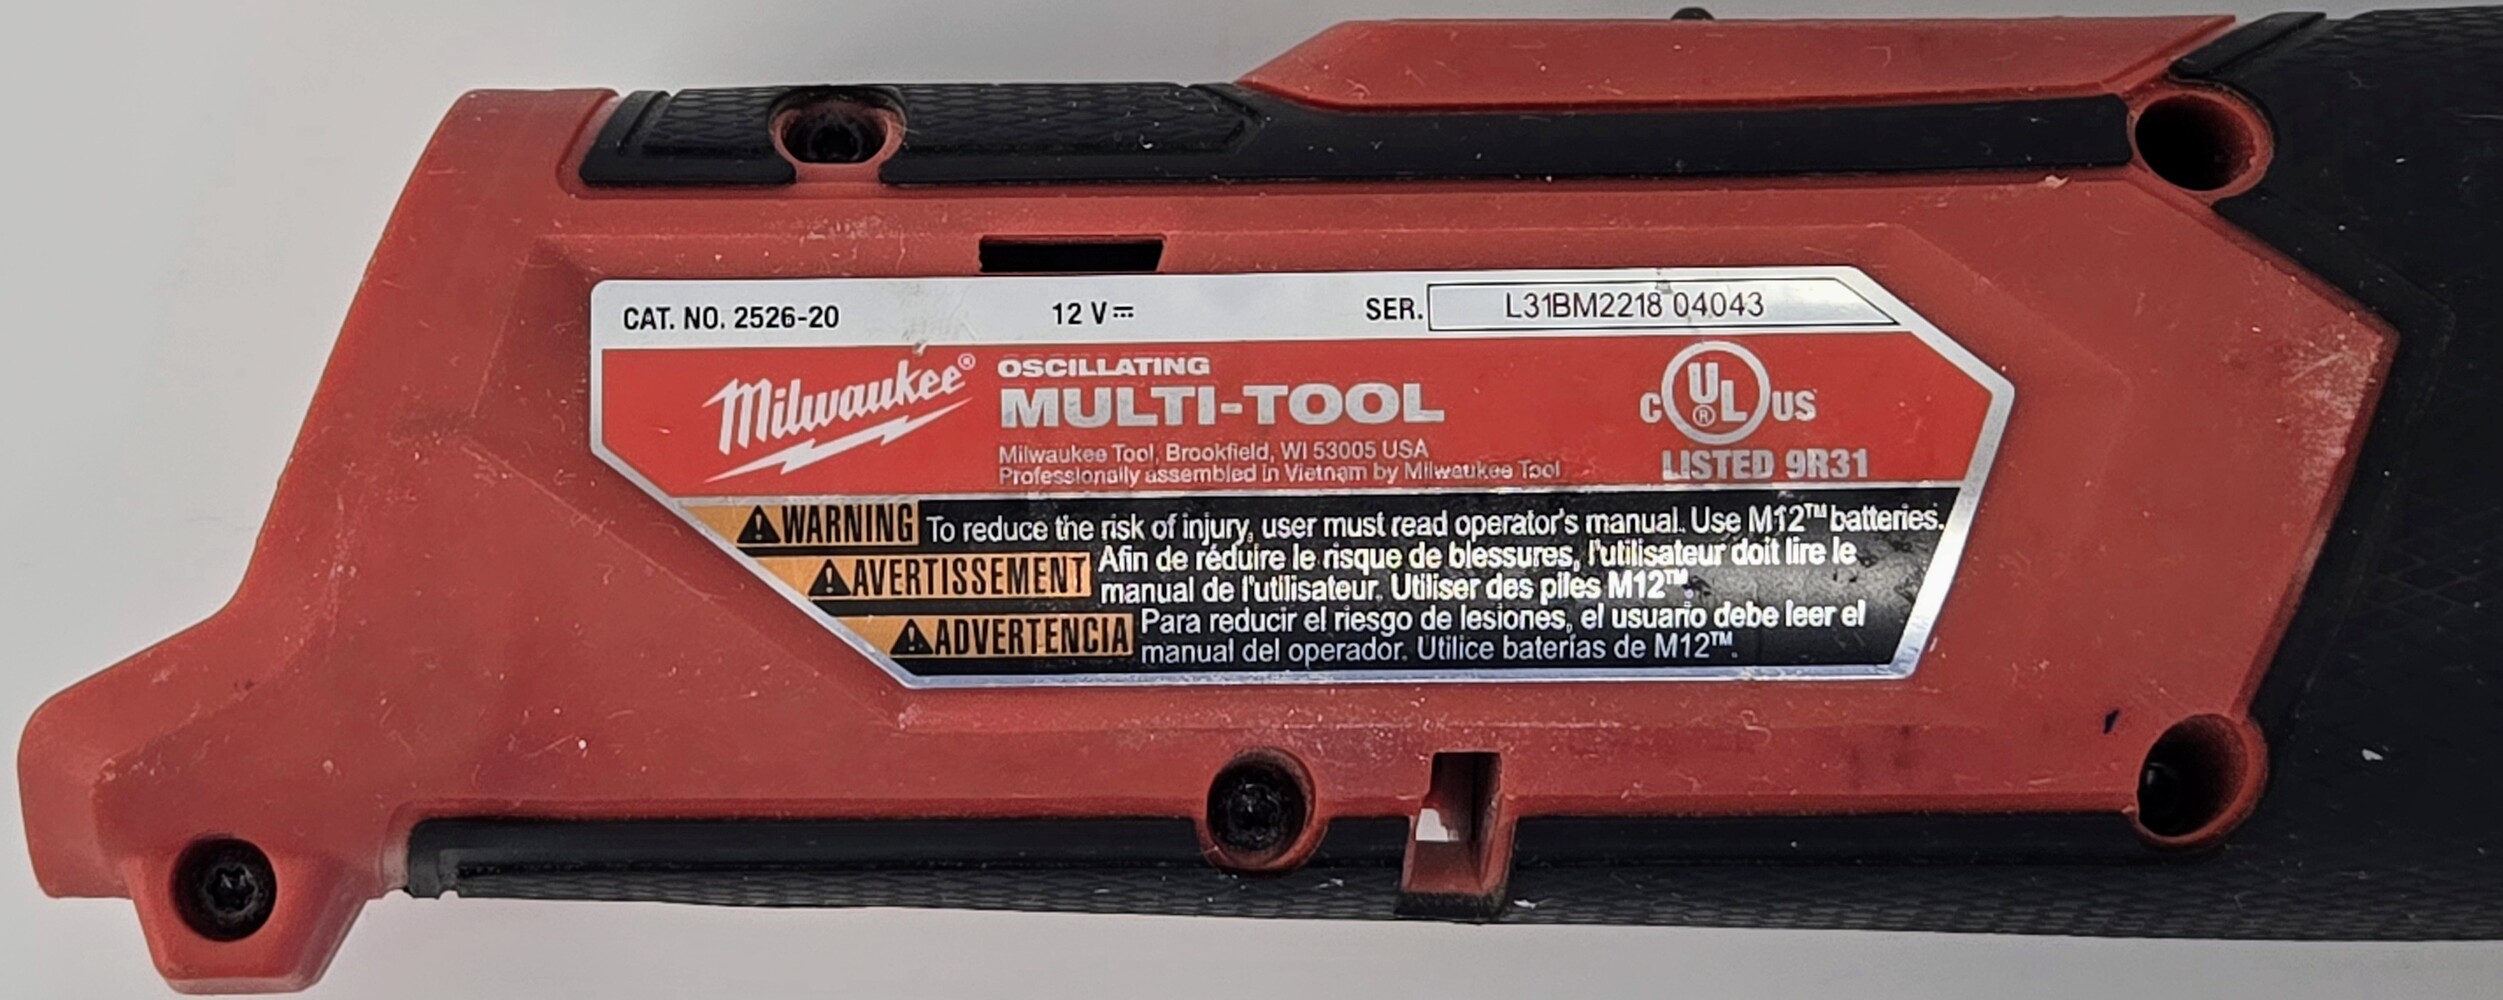 CAT. NO. 2526-20 12 V⎓ SER. L31BM2218 04043
Milwaukee® OSCILLATING
MULTI-TOOL
Milwaukee Tool, Brookfield, WI 53005 USA
Professionally assembled in Vietnam by Milwaukee Tool
C UL® US
LISTED 9R31
⚠WARNING To reduce the risk of injury, user must read operator's manual. Use M12™ batteries.
⚠AVERTISSEMENT Afin de réduire le risque de blessures, l'utilisateur doit lire le
manual de l'utilisateur. Utiliser des piles M12™.
⚠ADVERTENCIA Para reducir el riesgo de lesiones, el usuario debe leer el
manual del operador. Utilice baterías de M12™.